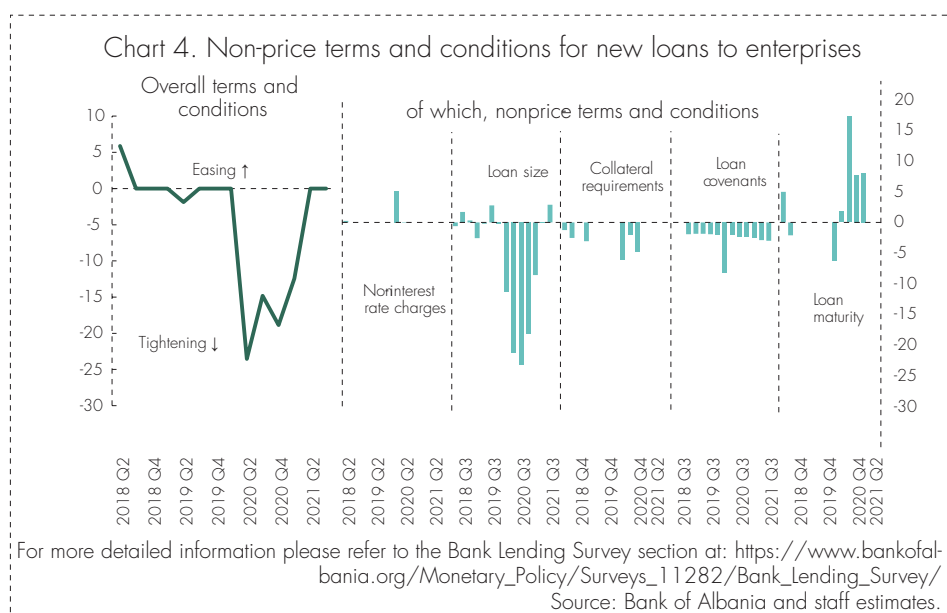 Chart 4. Non-price terms and conditions for new loans to enterprises
Overall terms and
conditions
of which, nonprice terms and conditions
10
5
0
-5
-10
-15
-20
-25
-30
Easing ↑
Tightening ↓
Noninterest
rate charges
Loan size
Collateral
requirements
Loan
covenants
Loan
maturity
20
15
10
5
0
-5
-10
-15
-20
-25
-30
2018 Q2
2018 Q4
2019 Q2
2019 Q4
2020 Q2
2020 Q4
2021 Q2
2018 Q2
2019 Q2
2020 Q2
2021 Q2
2018 Q3
2019 Q3
2020 Q3
2021 Q3
2018 Q4
2019 Q4
2020 Q4
2021 Q2
2018 Q3
2019 Q3
2020 Q3
2021 Q3
2018 Q4
2019 Q4
2020 Q4
2021 Q2
For more detailed information please refer to the Bank Lending Survey section at: https://www.bankofal-
bania.org/Monetary_Policy/Surveys_11282/Bank_Lending_Survey/
Source: Bank of Albania and staff estimates.